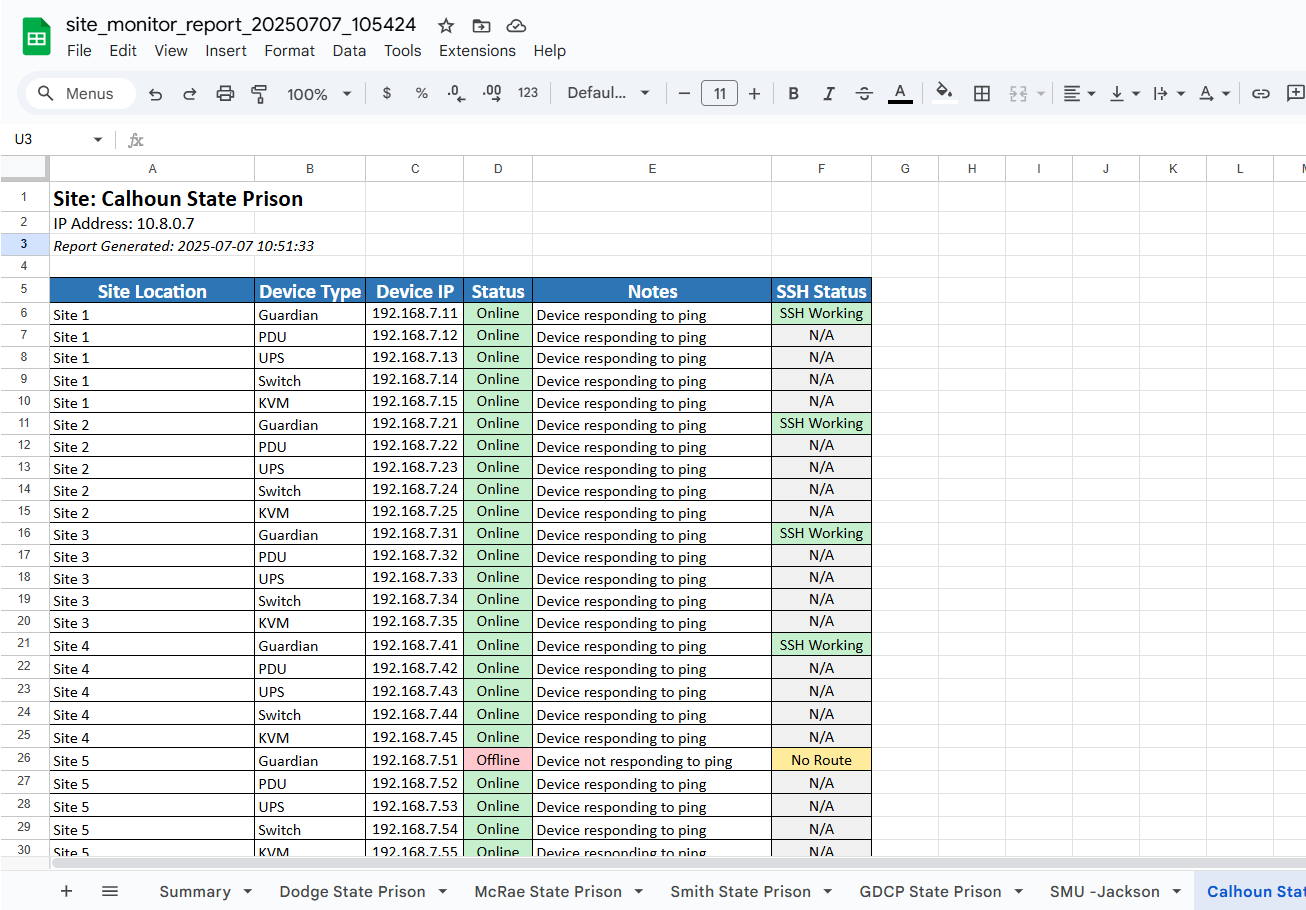 site_monitor_report_20250707_105424
File Edit View Insert Format Data Tools Extensions Help
Menus 100% $ % .0 .00 123 Defaul... 11 B I A
U3 fx
A B C D E F G H I J K L
1 Site: Calhoun State Prison
2 IP Address: 10.8.0.7
3 Report Generated: 2025-07-07 10:51:33
4
5 Site Location Device Type Device IP Status Notes SSH Status
6 Site 1 Guardian 192.168.7.11 Online Device responding to ping SSH Working
7 Site 1 PDU 192.168.7.12 Online Device responding to ping N/A
8 Site 1 UPS 192.168.7.13 Online Device responding to ping N/A
9 Site 1 Switch 192.168.7.14 Online Device responding to ping N/A
10 Site 1 KVM 192.168.7.15 Online Device responding to ping N/A
11 Site 2 Guardian 192.168.7.21 Online Device responding to ping SSH Working
12 Site 2 PDU 192.168.7.22 Online Device responding to ping N/A
13 Site 2 UPS 192.168.7.23 Online Device responding to ping N/A
14 Site 2 Switch 192.168.7.24 Online Device responding to ping N/A
15 Site 2 KVM 192.168.7.25 Online Device responding to ping N/A
16 Site 3 Guardian 192.168.7.31 Online Device responding to ping SSH Working
17 Site 3 PDU 192.168.7.32 Online Device responding to ping N/A
18 Site 3 UPS 192.168.7.33 Online Device responding to ping N/A
19 Site 3 Switch 192.168.7.34 Online Device responding to ping N/A
20 Site 3 KVM 192.168.7.35 Online Device responding to ping N/A
21 Site 4 Guardian 192.168.7.41 Online Device responding to ping SSH Working
22 Site 4 PDU 192.168.7.42 Online Device responding to ping N/A
23 Site 4 UPS 192.168.7.43 Online Device responding to ping N/A
24 Site 4 Switch 192.168.7.44 Online Device responding to ping N/A
25 Site 4 KVM 192.168.7.45 Online Device responding to ping N/A
26 Site 5 Guardian 192.168.7.51 Offline Device not responding to ping No Route
27 Site 5 PDU 192.168.7.52 Online Device responding to ping N/A
28 Site 5 UPS 192.168.7.53 Online Device responding to ping N/A
29 Site 5 Switch 192.168.7.54 Online Device responding to ping N/A
30 Site 5 KVM 192.168.7.55 Online Device responding to ping N/A
Summary Dodge State Prison McRae State Prison Smith State Prison GDCP State Prison SMU -Jackson Calhoun Stat